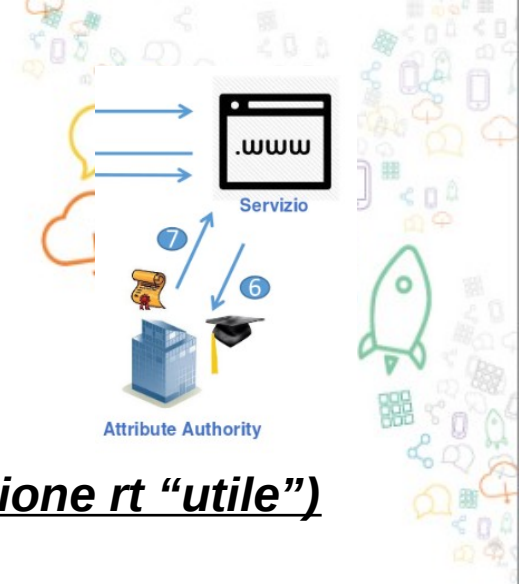 .www
Servizio
7
6
Attribute Authority
ione rt “utile”)